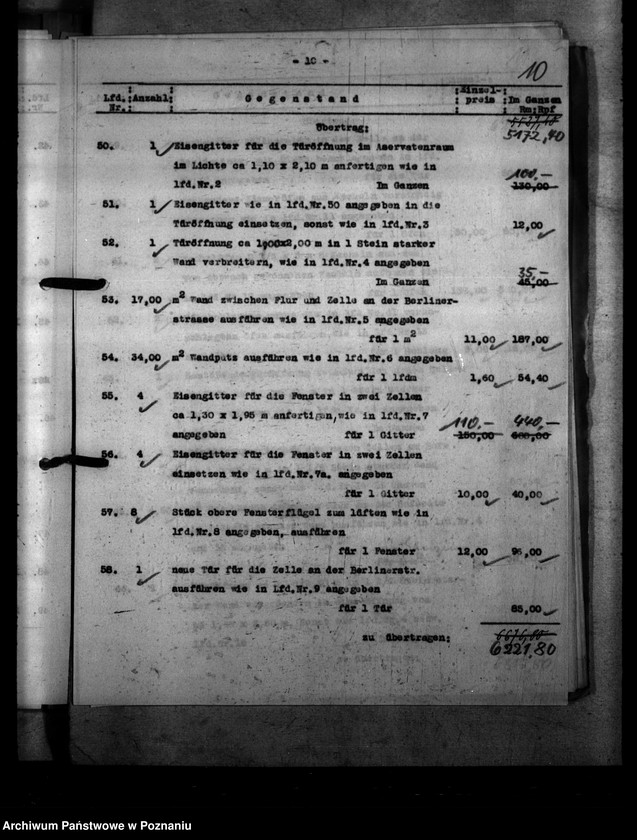 - 10 -
10
Lfd. Anzahl: Gegenstand :Einzel- : Im Ganzen
Nr. preis Rm:Rpf
Übertrag:
5172,40
50. 1 Eisengitter für die Türöffnung im Aservatenraum
im Lichte ca 1,10 x 2,10 m anfertigen wie in
100.-
lfd.Nr.2 Im Ganzen 130,00
51. 1 Eisengitter wie in lfd.Nr.50 angegeben in die
Türöffnung einsetzen, sonst wie in lfd.Nr.3 12,00
52. 1 Türöffnung ca 1,00x2,00 m in 1 Stein starker
Wand verbreitern, wie in lfd.Nr.4 angegeben
35.-
Im Ganzen 45,00
53. 17,00 m2 Wand zwischen Flur und Zelle an der Berliner-
strasse ausführen wie in lfd.Nr.5 angegeben
für 1 m2 11,00 187,00
54. 34,00 m2 Wandputz ausführen wie in lfd.Nr.6 angegeben
für 1 lfdm 1,60 54,40
55. 4 Eisengitter für die Fenster in zwei Zellen
ca 1,30 x 1,95 m anfertigen, wie in lfd.Nr.7
110.- 440.-
angegeben für 1 Gitter 150,00 600,00
56. 4 Eisengitter für die Fenster in zwei Zellen
einsetzen wie in lfd.Nr.7a. angegeben
für 1 Gitter 10,00 40,00
57. 8 Stück obere Fensterflügel zum lüften wie in
lfd.Nr.8 angegeben, ausführen
für 1 Fenster 12,00 96,00
58. 1 neue Tür für die Zelle an der Berlinerstr.
ausführen wie in Lfd.Nr.9 angegeben
für 1 Tür 85,00
zu übertragen:
6221,80
Archiwum Państwowe w Poznaniu